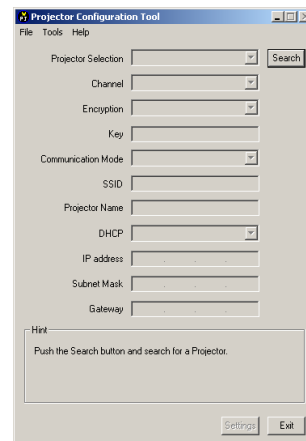 Projector Configuration Tool
File Tools Help
Projector Selection
Search
Channel
Encryption
Key
Communication Mode
SSID
Projector Name
DHCP
IP address
Subnet Mask
Gateway
Hint
Push the Search button and search for a Projector.
Settings Exit